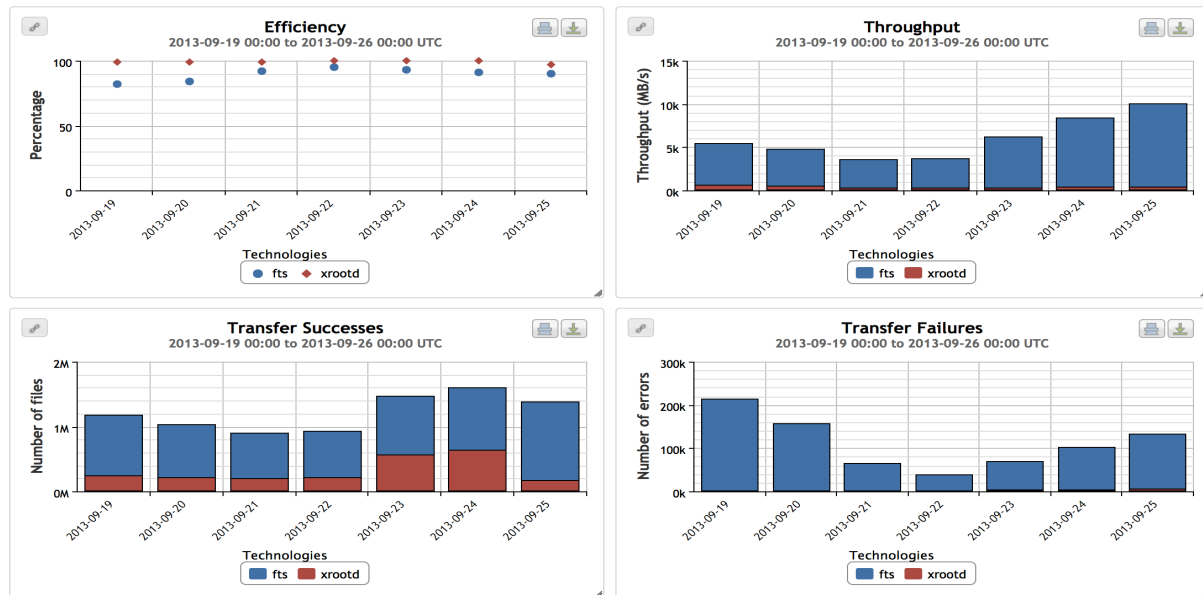 Efficiency
2013-09-19 00:00 to 2013-09-26 00:00 UTC
Percentage
100
50
0
2013-09-19
2013-09-20
2013-09-21
2013-09-22
2013-09-23
2013-09-24
2013-09-25
Technologies
fts xrootd
Throughput
2013-09-19 00:00 to 2013-09-26 00:00 UTC
Throughput (MB/s)
15k
10k
5k
0k
2013-09-19
2013-09-20
2013-09-21
2013-09-22
2013-09-23
2013-09-24
2013-09-25
Technologies
fts xrootd
Transfer Successes
2013-09-19 00:00 to 2013-09-26 00:00 UTC
Number of files
2M
1M
0M
2013-09-19
2013-09-20
2013-09-21
2013-09-22
2013-09-23
2013-09-24
2013-09-25
Technologies
fts xrootd
Transfer Failures
2013-09-19 00:00 to 2013-09-26 00:00 UTC
Number of errors
300k
200k
100k
0k
2013-09-19
2013-09-20
2013-09-21
2013-09-22
2013-09-23
2013-09-24
2013-09-25
Technologies
fts xrootd